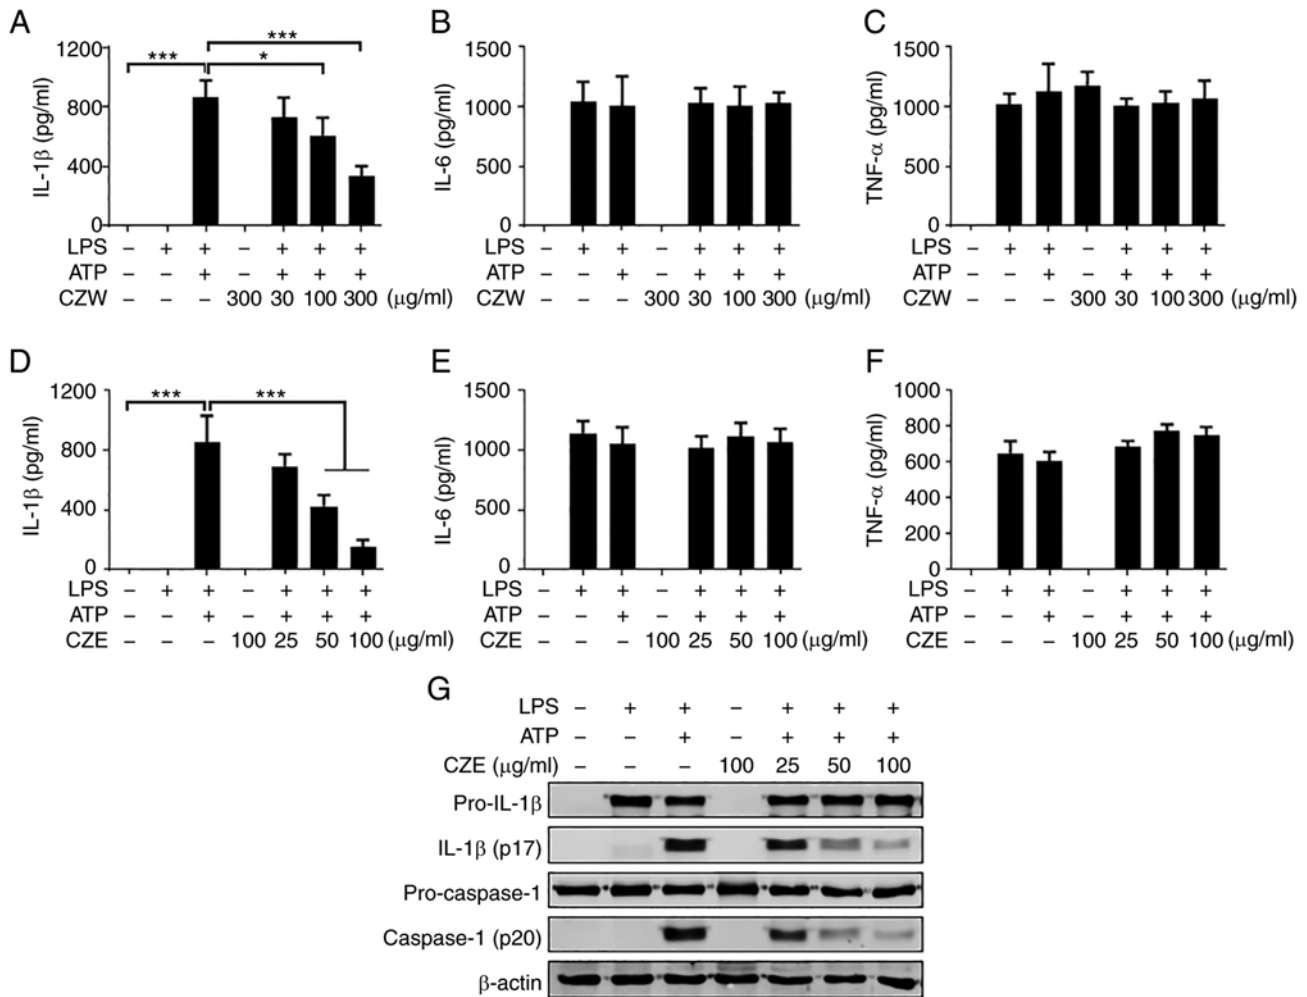 A
B
C
IL-1β (pg/ml)
1200
800
400
0
*** * ***
LPS – + + – + + +
ATP – – + – + + +
CZW – – – 300 30 100 300 (μg/ml)
IL-6 (pg/ml)
1500
1000
500
0
LPS – + + – + + +
ATP – – + – + + +
CZW – – – 300 30 100 300 (μg/ml)
TNF-α (pg/ml)
1500
1000
500
0
LPS – + + – + + +
ATP – – + – + + +
CZW – – – 300 30 100 300 (μg/ml)
D
E
F
IL-1β (pg/ml)
1200
800
400
0
*** ***
LPS – + + – + + +
ATP – – + – + + +
CZE – – – 100 25 50 100 (μg/ml)
IL-6 (pg/ml)
1500
1000
500
0
LPS – + + – + + +
ATP – – + – + + +
CZE – – – 100 25 50 100 (μg/ml)
TNF-α (pg/ml)
1000
800
600
400
200
0
LPS – + + – + + +
ATP – – + – + + +
CZE – – – 100 25 50 100 (μg/ml)
G
LPS – + + – + + +
ATP – – + – + + +
CZE (μg/ml) – – – 100 25 50 100
Pro-IL-1β
IL-1β (p17)
Pro-caspase-1
Caspase-1 (p20)
β-actin